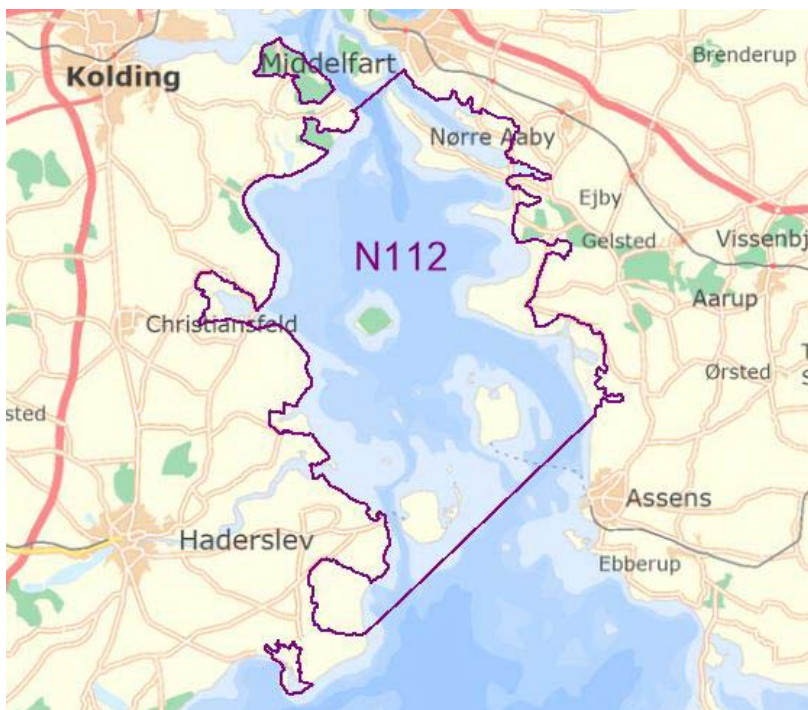 Brenderup
Middelfart
Kolding
Nørre Aaby
Ejby
Gelsted
Vissenbj
N112
Aarup
Christiansfeld
Ørsted
sted
Assens
Haderslev
Ebberup